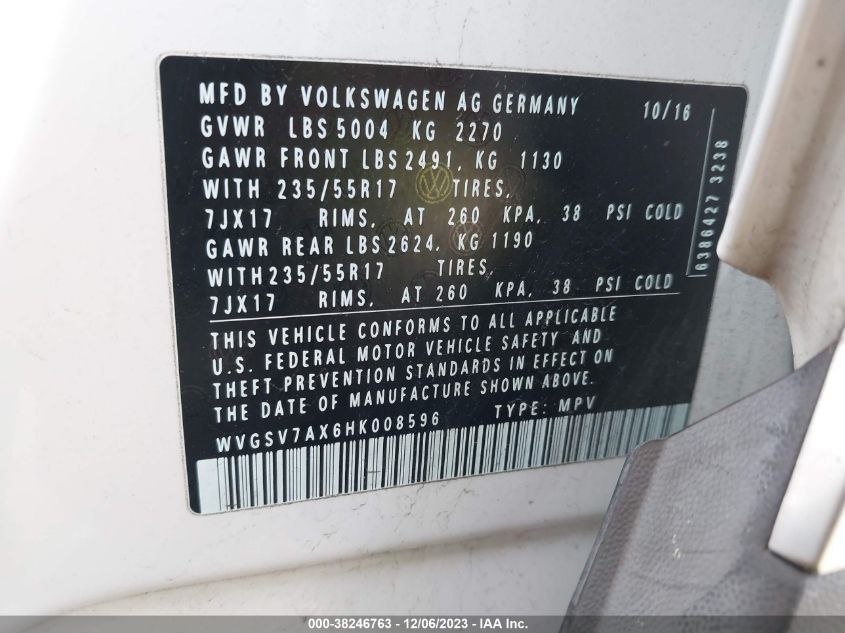 MFD BY VOLKSWAGEN AG GERMANY 10/16
GVWR LBS 5004 KG 2270
GAWR FRONT LBS 2491, KG 1130
WITH 235/55R17 TIRES,
7JX17 RIMS, AT 260 KPA, 38 PSI COLD
GAWR REAR LBS 2624, KG 1190
WITH 235/55R17 TIRES,
7JX17 RIMS, AT 260 KPA, 38 PSI COLD
6386427 3238
THIS VEHICLE CONFORMS TO ALL APPLICABLE
U.S. FEDERAL MOTOR VEHICLE SAFETY AND
THEFT PREVENTION STANDARDS IN EFFECT ON
THE DATE OF MANUFACTURE SHOWN ABOVE.
WVGSV7AX6HK008596 TYPE: MPV
000-38246763 - 12/06/2023 - IAA Inc.